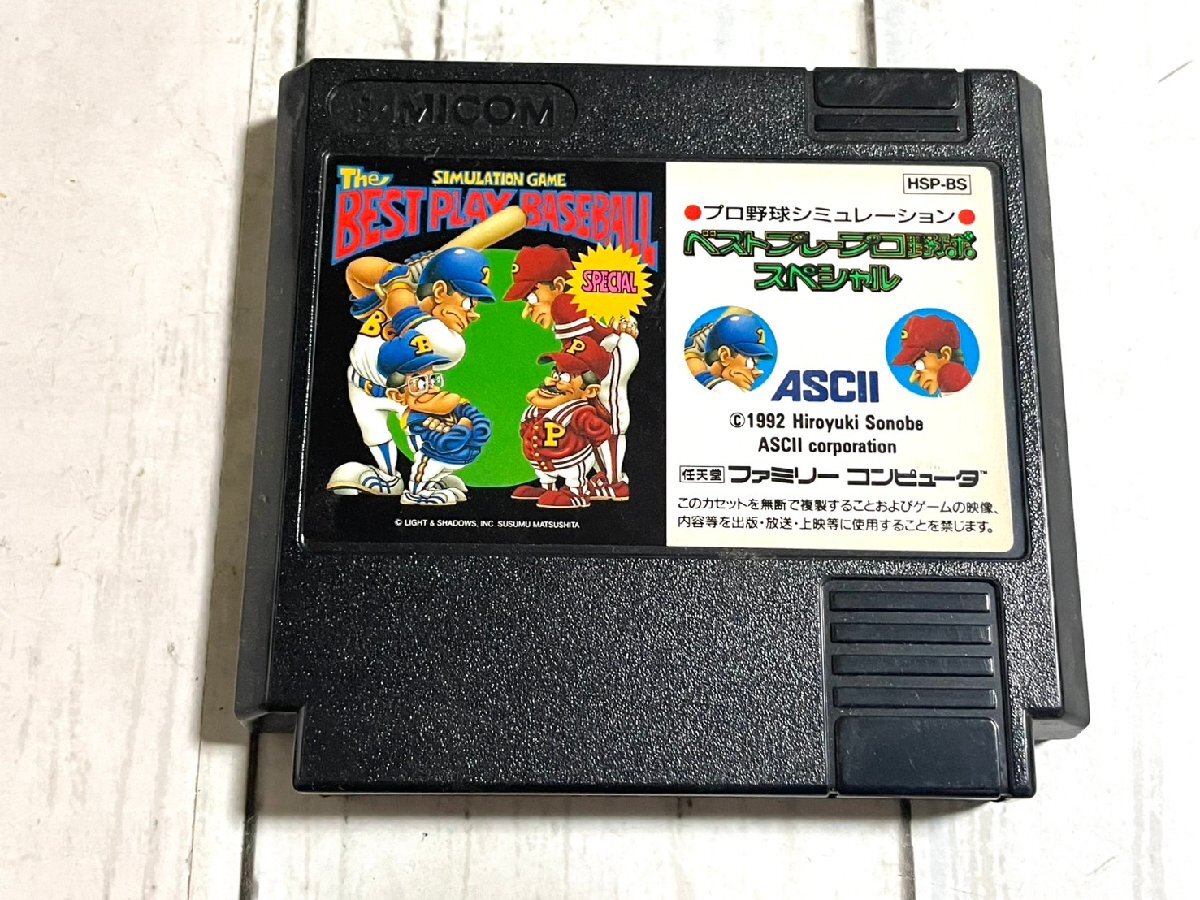 FAMICOM
The
SIMULATION GAME
BEST PLAY BASEBALL
SPECIAL
B
P
P
P
© LIGHT & SHADOWS, INC. SUSUMU MATSUSHITA
HSP-BS
●プロ野球シミュレーション●
ベストプレープロ野球
スペシャル
ASCII
©1992 Hiroyuki Sonobe
ASCII corporation
任天堂 ファミリー コンピュータ™
このカセットを無断で複製することおよびゲームの映像、
内容等を出版・放送・上映等に使用することを禁じます。